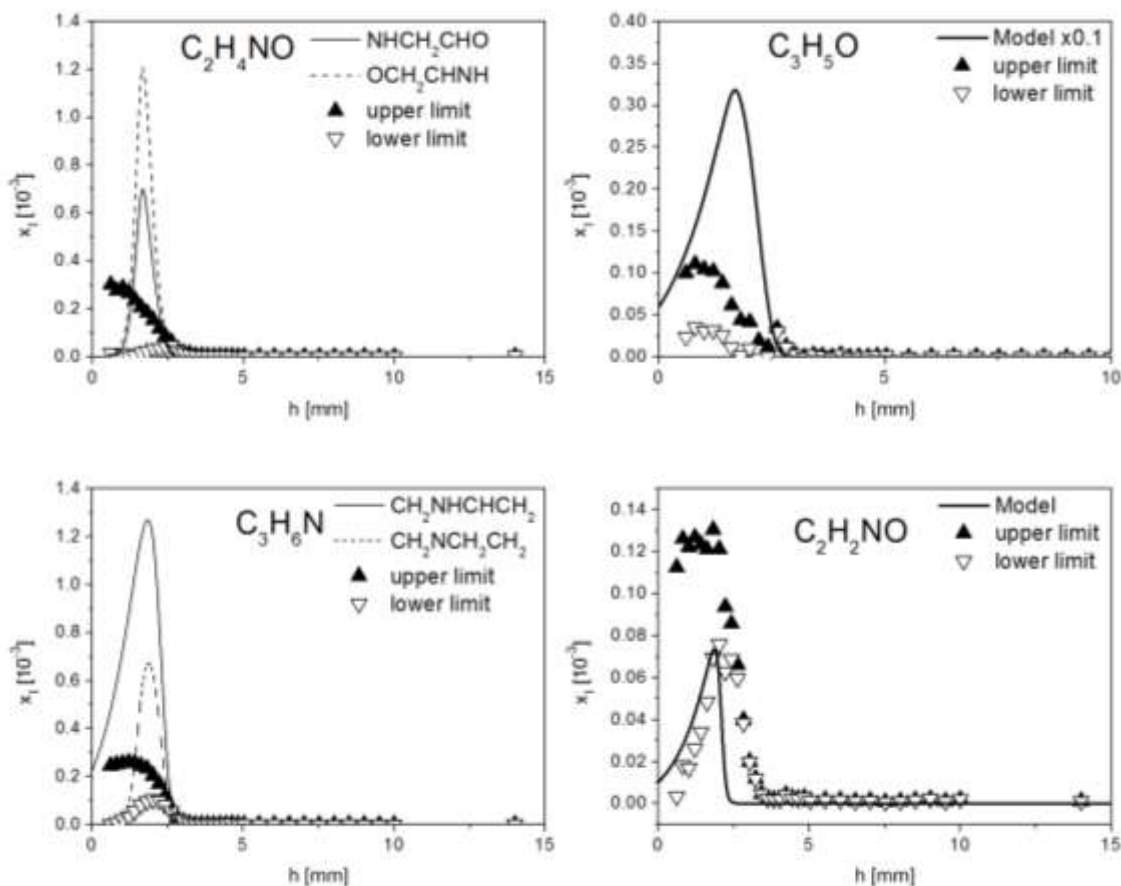 C₂H₄NO
NHCH₂CHO
OCH₂CHNH
upper limit
lower limit
1.4
1.2
1.0
0.8
0.6
0.4
0.2
0.0
xᵢ [10⁻³]
0 5 10 15
h [mm]
C₃H₅O
Model x0.1
upper limit
lower limit
0.40
0.35
0.30
0.25
0.20
0.15
0.10
0.05
0.00
xᵢ [10⁻³]
0 5 10
h [mm]
C₃H₆N
CH₂NHCHCH₂
CH₂NCH₂CH₂
upper limit
lower limit
1.4
1.2
1.0
0.8
0.6
0.4
0.2
0.0
xᵢ [10⁻³]
0 5 10 15
h [mm]
C₂H₂NO
Model
upper limit
lower limit
0.14
0.12
0.10
0.08
0.06
0.04
0.02
0.00
xᵢ [10⁻³]
0 5 10 15
h [mm]